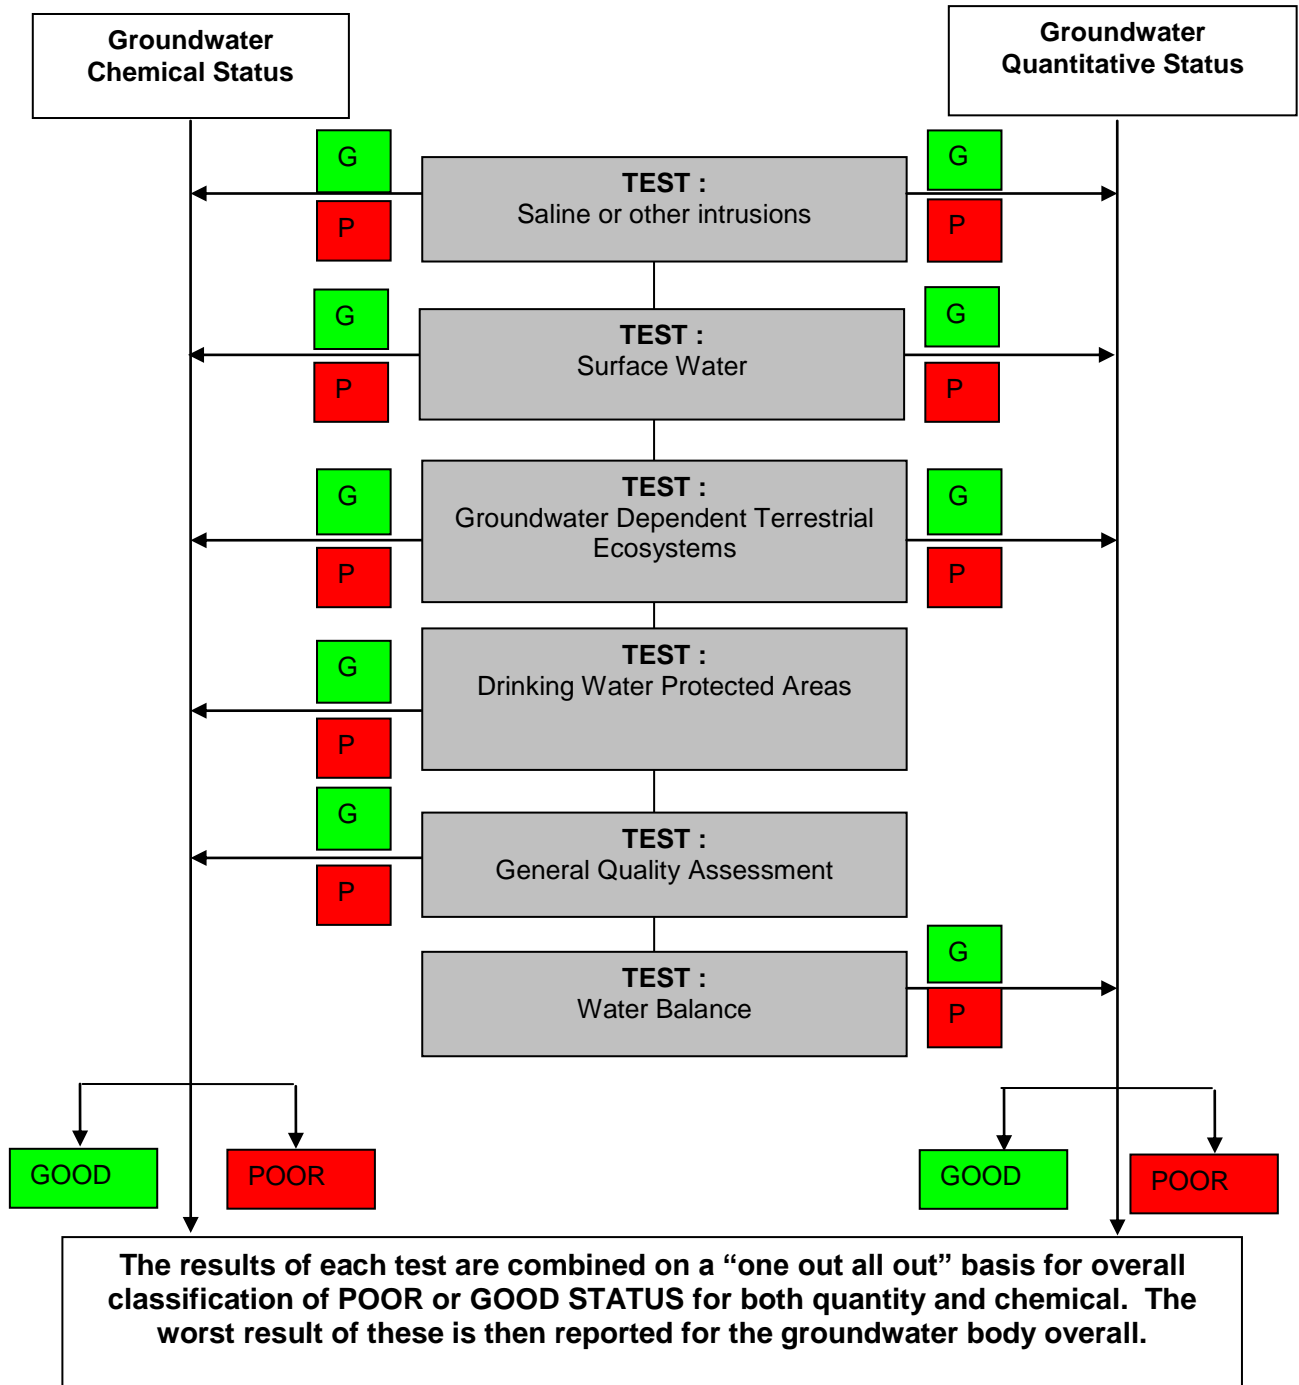 Groundwater
Chemical Status
Groundwater
Quantitative Status
G
G
TEST :
Saline or other intrusions
P
P
G
G
TEST :
Surface Water
P
P
G
G
TEST :
Groundwater Dependent Terrestrial
Ecosystems
P
P
G
TEST :
Drinking Water Protected Areas
P
G
TEST :
General Quality Assessment
P
G
TEST :
Water Balance
P
GOOD
POOR
GOOD
POOR
The results of each test are combined on a “one out all out” basis for overall
classification of POOR or GOOD STATUS for both quantity and chemical.  The
worst result of these is then reported for the groundwater body overall.